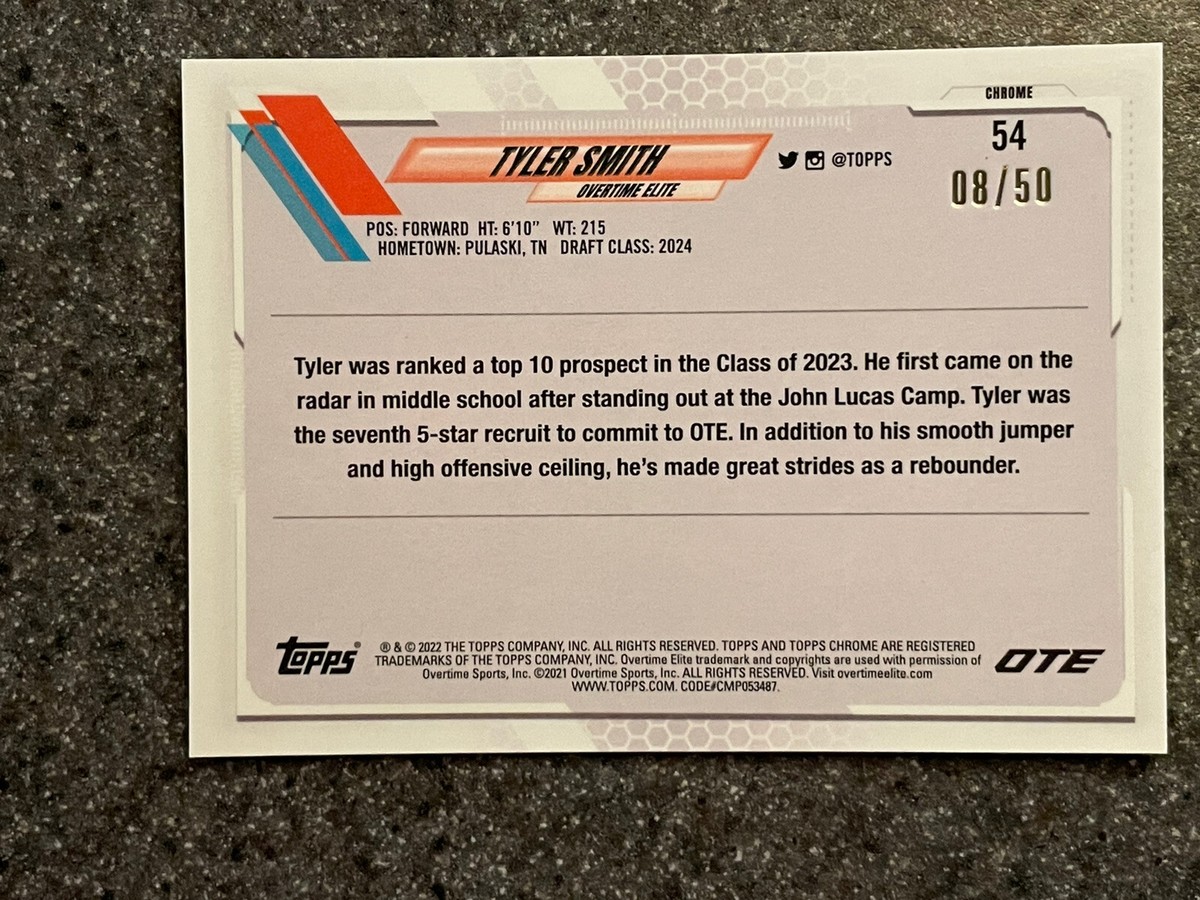 CHROME
54
08/50
TYLER SMITH
OVERTIME ELITE
@TOPPS
POS: FORWARD HT: 6'10" WT: 215
HOMETOWN: PULASKI, TN DRAFT CLASS: 2024
Tyler was ranked a top 10 prospect in the Class of 2023. He first came on the
radar in middle school after standing out at the John Lucas Camp. Tyler was
the seventh 5-star recruit to commit to OTE. In addition to his smooth jumper
and high offensive ceiling, he's made great strides as a rebounder.
topps®
® & © 2022 THE TOPPS COMPANY, INC. ALL RIGHTS RESERVED. TOPPS AND TOPPS CHROME ARE REGISTERED
TRADEMARKS OF THE TOPPS COMPANY, INC. Overtime Elite trademark and copyrights are used with permission of
Overtime Sports, Inc. ©2021 Overtime Sports, Inc. ALL RIGHTS RESERVED. Visit overtimeelite.com
WWW.TOPPS.COM. CODE#CMP053487.
OTE